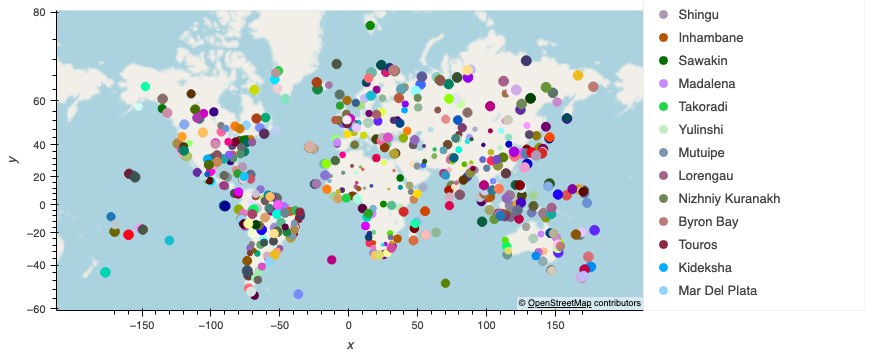 80
60
40
20
0
−20
−40
−60
y
−150
−100
−50
0
50
100
150
x
© OpenStreetMap contributors
Shingu
Inhambane
Sawakin
Madalena
Takoradi
Yulinshi
Mutuipe
Lorengau
Nizhniy Kuranakh
Byron Bay
Touros
Kideksha
Mar Del Plata